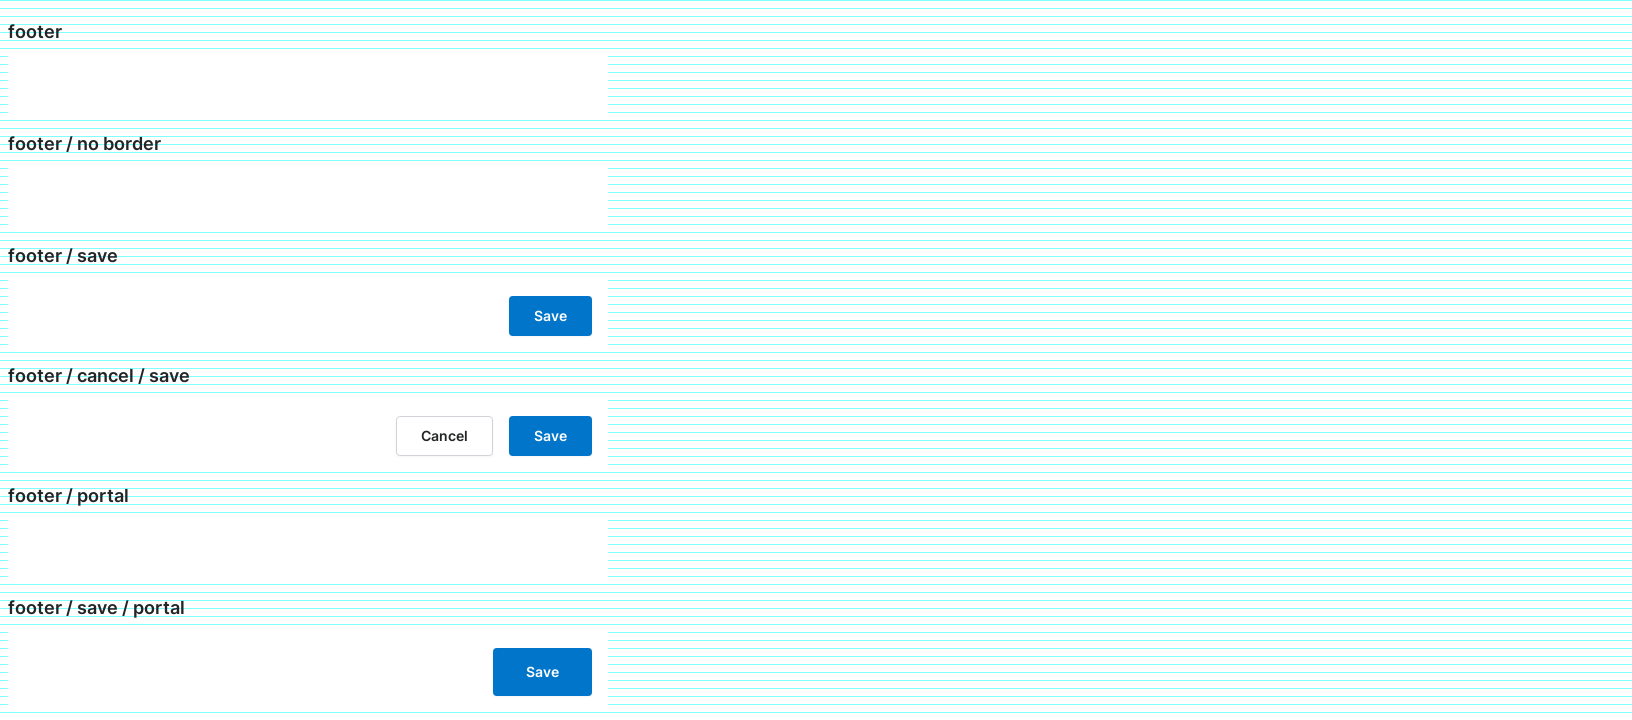 footer
footer / no border
footer / save
Save
footer / cancel / save
Cancel Save
footer / portal
footer / save / portal
Save